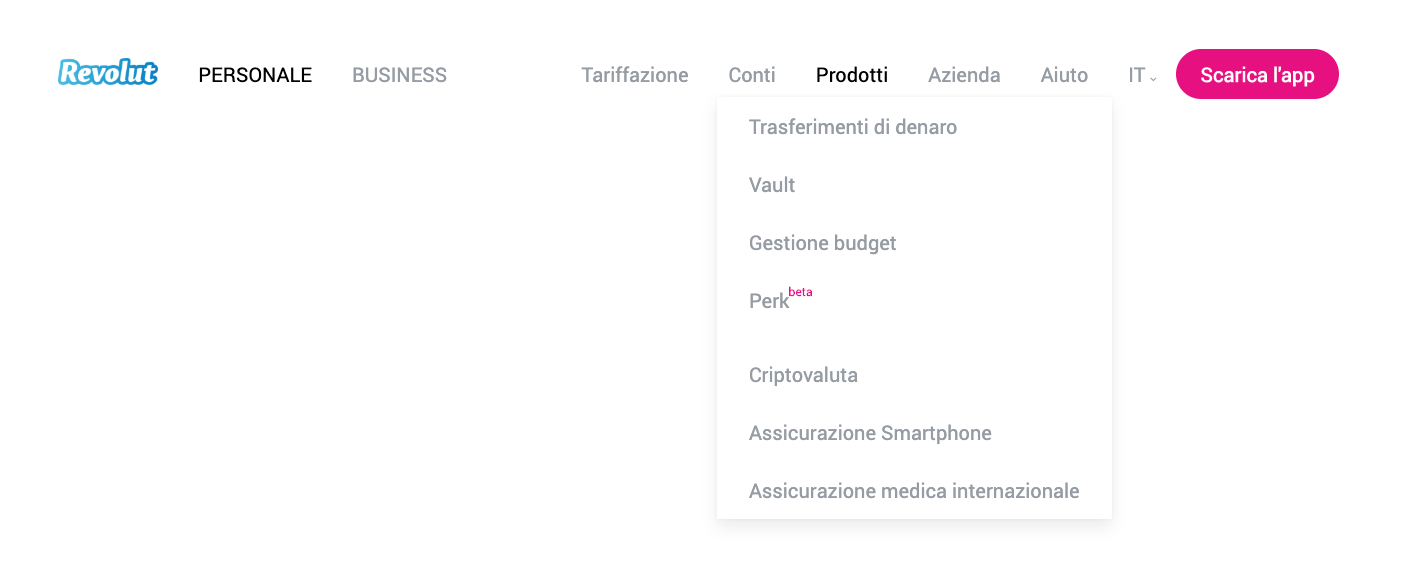 Revolut PERSONALE BUSINESS Tariffazione Conti Prodotti Azienda Aiuto IT Scarica l'app
Trasferimenti di denaro
Vault
Gestione budget
Perk beta
Criptovaluta
Assicurazione Smartphone
Assicurazione medica internazionale